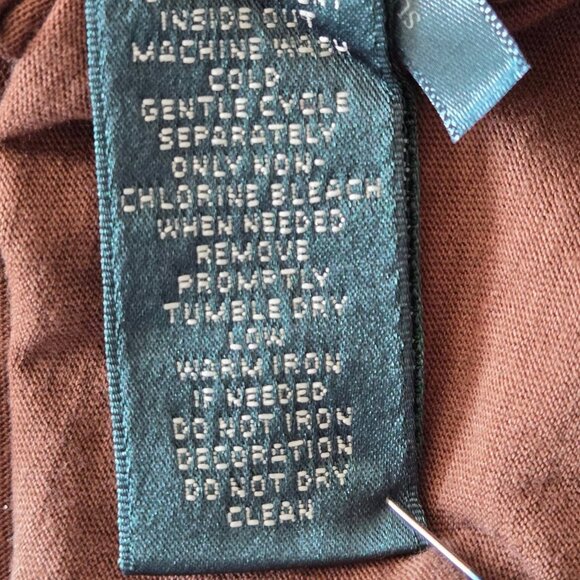 INSIDE OUT
MACHINE WASH
COLD
GENTLE CYCLE
SEPARATELY
ONLY NON-
CHLORINE BLEACH
WHEN NEEDED
REMOVE
PROMPTLY
TUMBLE DRY
LOW
WARM IRON
IF NEEDED
DO NOT IRON
DECORATION
DO NOT DRY
CLEAN